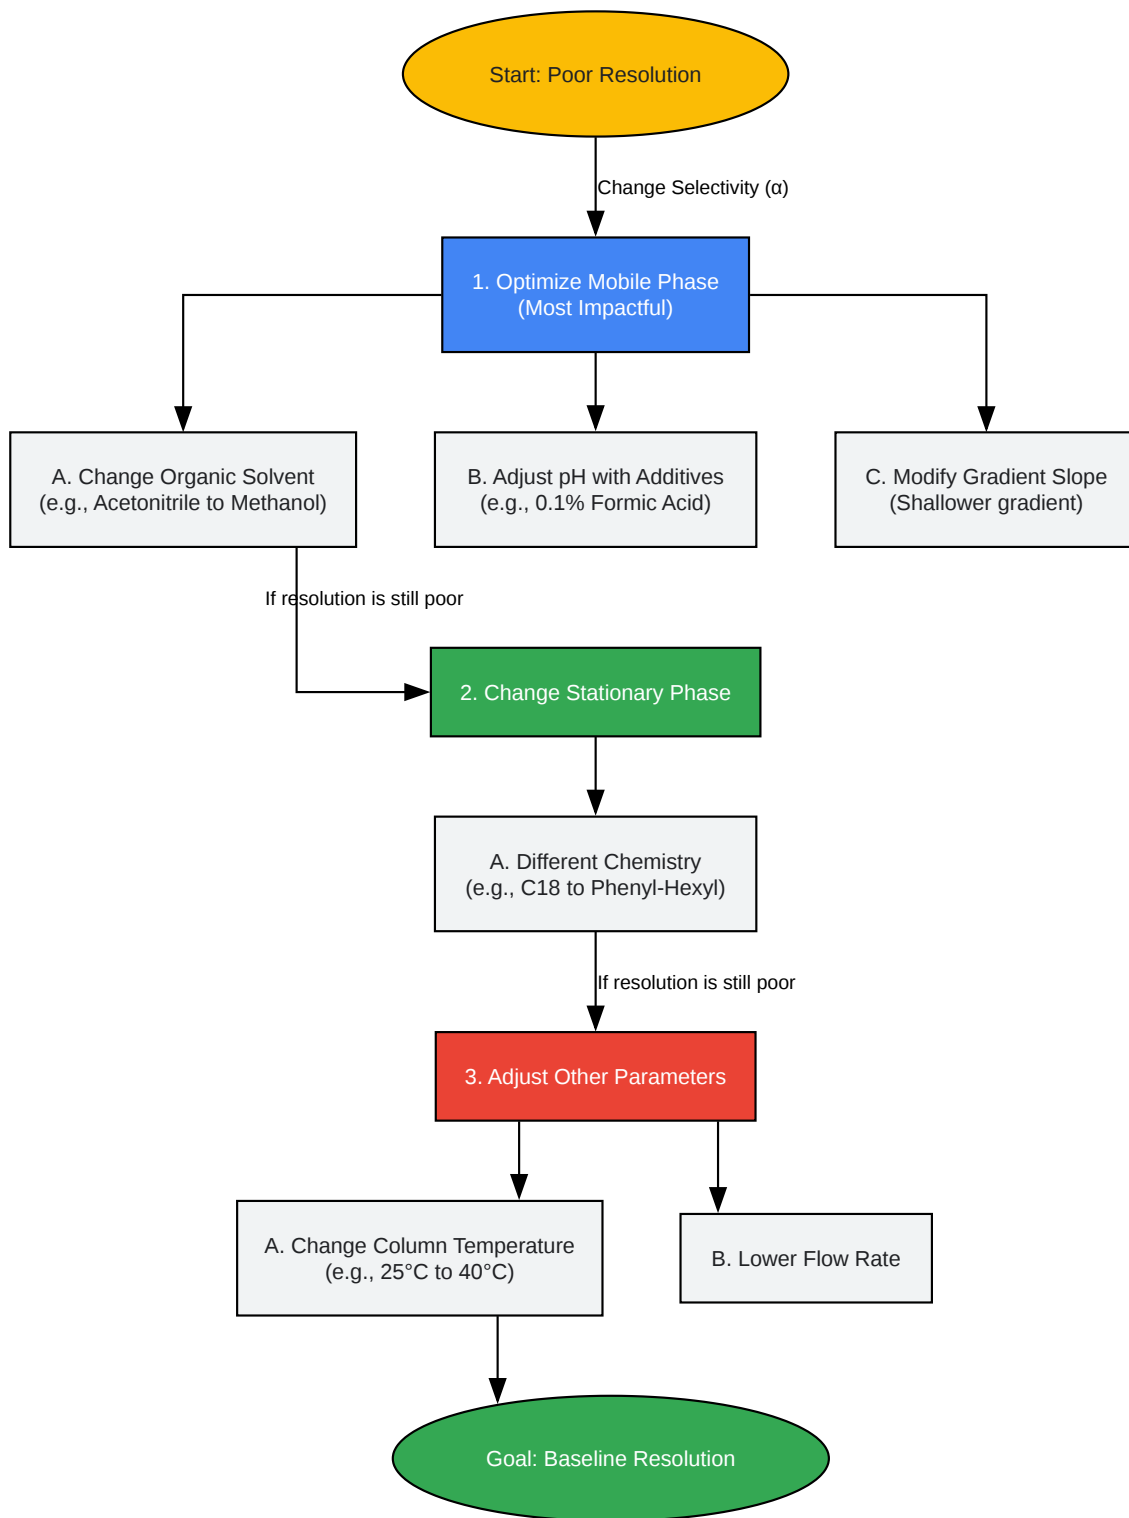 Start: Poor Resolution
Change Selectivity (α)
1. Optimize Mobile Phase
(Most Impactful)
A. Change Organic Solvent
(e.g., Acetonitrile to Methanol)
B. Adjust pH with Additives
(e.g., 0.1% Formic Acid)
C. Modify Gradient Slope
(Shallower gradient)
If resolution is still poor
2. Change Stationary Phase
A. Different Chemistry
(e.g., C18 to Phenyl-Hexyl)
If resolution is still poor
3. Adjust Other Parameters
A. Change Column Temperature
(e.g., 25°C to 40°C)
B. Lower Flow Rate
Goal: Baseline Resolution